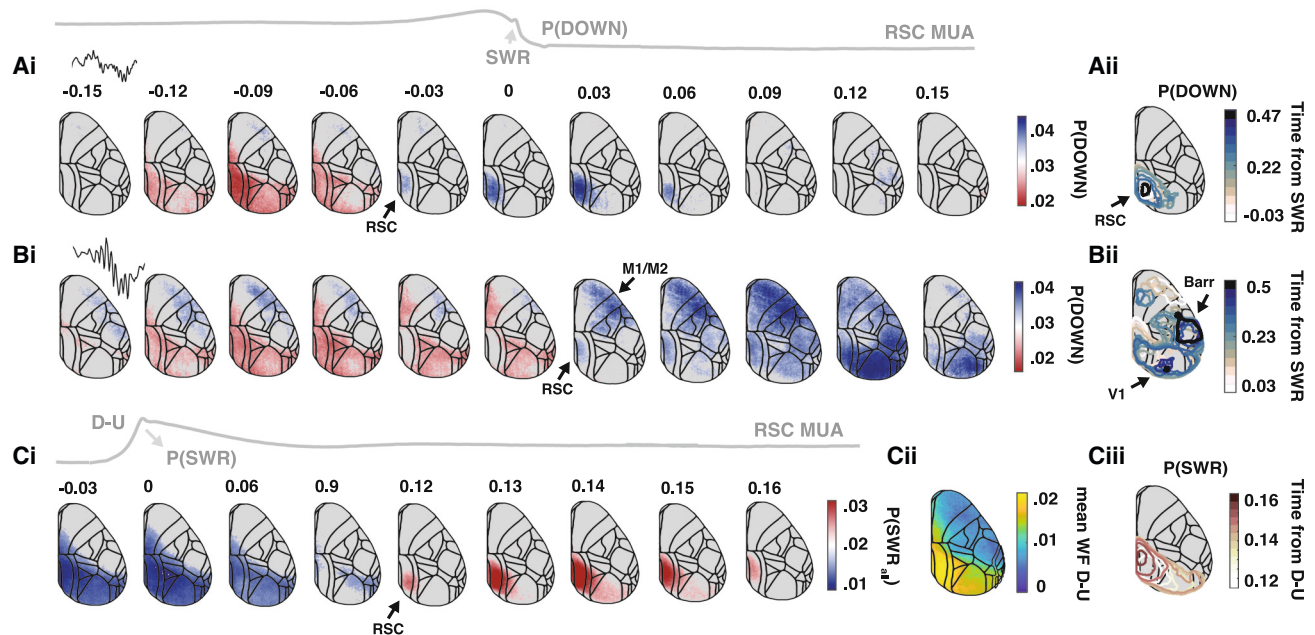 P(DOWN)
RSC MUA
SWR
Ai
-0.15 -0.12 -0.09 -0.06 -0.03 0 0.03 0.06 0.09 0.12 0.15
RSC
.04
.03
.02
P(DOWN)
Aii
P(DOWN)
RSC
0.47
0.22
-0.03
Time from SWR
Bi
M1/M2
RSC
.04
.03
.02
P(DOWN)
Bii
Barr
V1
0.5
0.23
0.03
Time from SWR
D-U
P(SWR)
RSC MUA
Ci
-0.03 0 0.06 0.9 0.12 0.13 0.14 0.15 0.16
RSC
.03
.02
.01
P(SWRall)
Cii
.02
.01
0
mean WF D-U
Ciii
P(SWR)
0.16
0.14
0.12
Time from D-U